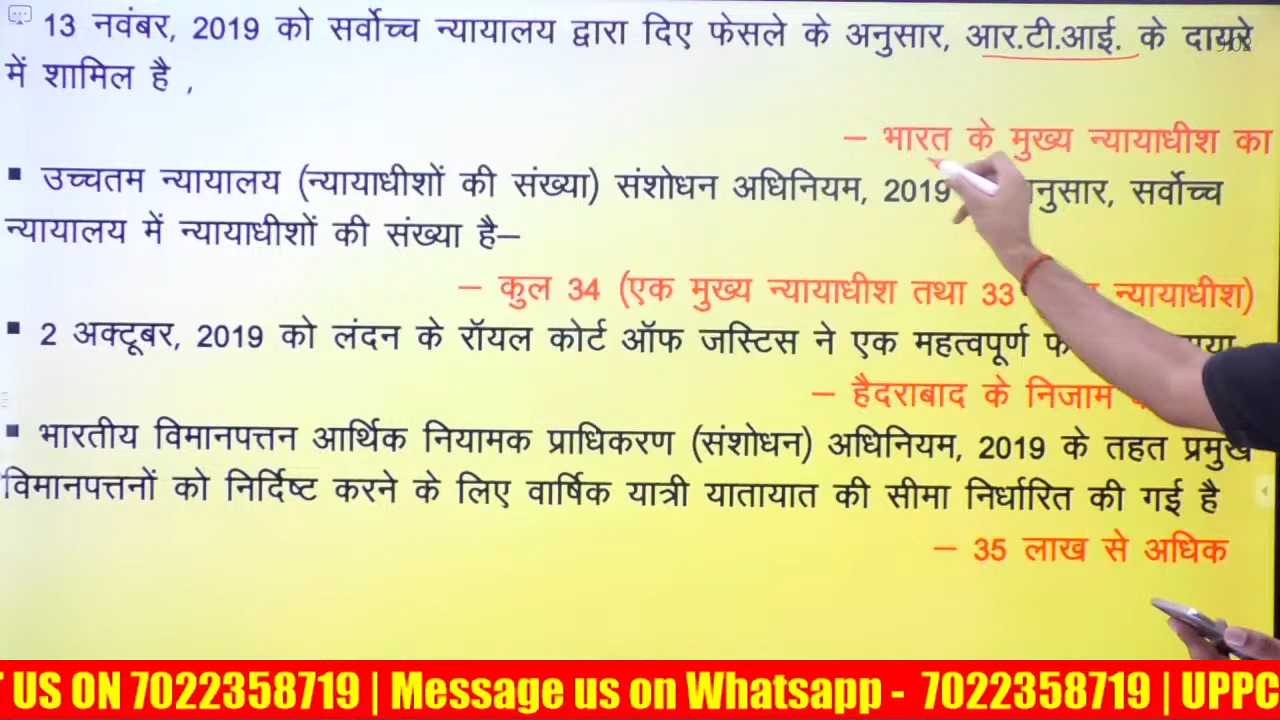 13 नवंबर, 2019 को सर्वोच्च न्यायालय द्वारा दिए फेसले के अनुसार, आर.टी.आई. के दायरे
में शामिल है ,
– भारत के मुख्य न्यायाधीश का
▪ उच्चतम न्यायालय (न्यायाधीशों की संख्या) संशोधन अधिनियम, 2019 अनुसार, सर्वोच्च
न्यायालय में न्यायाधीशों की संख्या है–
– कुल 34 (एक मुख्य न्यायाधीश तथा 33 न्यायाधीश)
▪ 2 अक्टूबर, 2019 को लंदन के रॉयल कोर्ट ऑफ जस्टिस ने एक महत्वपूर्ण
– हैदराबाद के निजाम
▪ भारतीय विमानपत्तन आर्थिक नियामक प्राधिकरण (संशोधन) अधिनियम, 2019 के तहत प्रमुख
विमानपत्तनों को निर्दिष्ट करने के लिए वार्षिक यात्री यातायात की सीमा निर्धारित की गई है
– 35 लाख से अधिक
US ON 7022358719 | Message us on Whatsapp - 7022358719 | UPPC